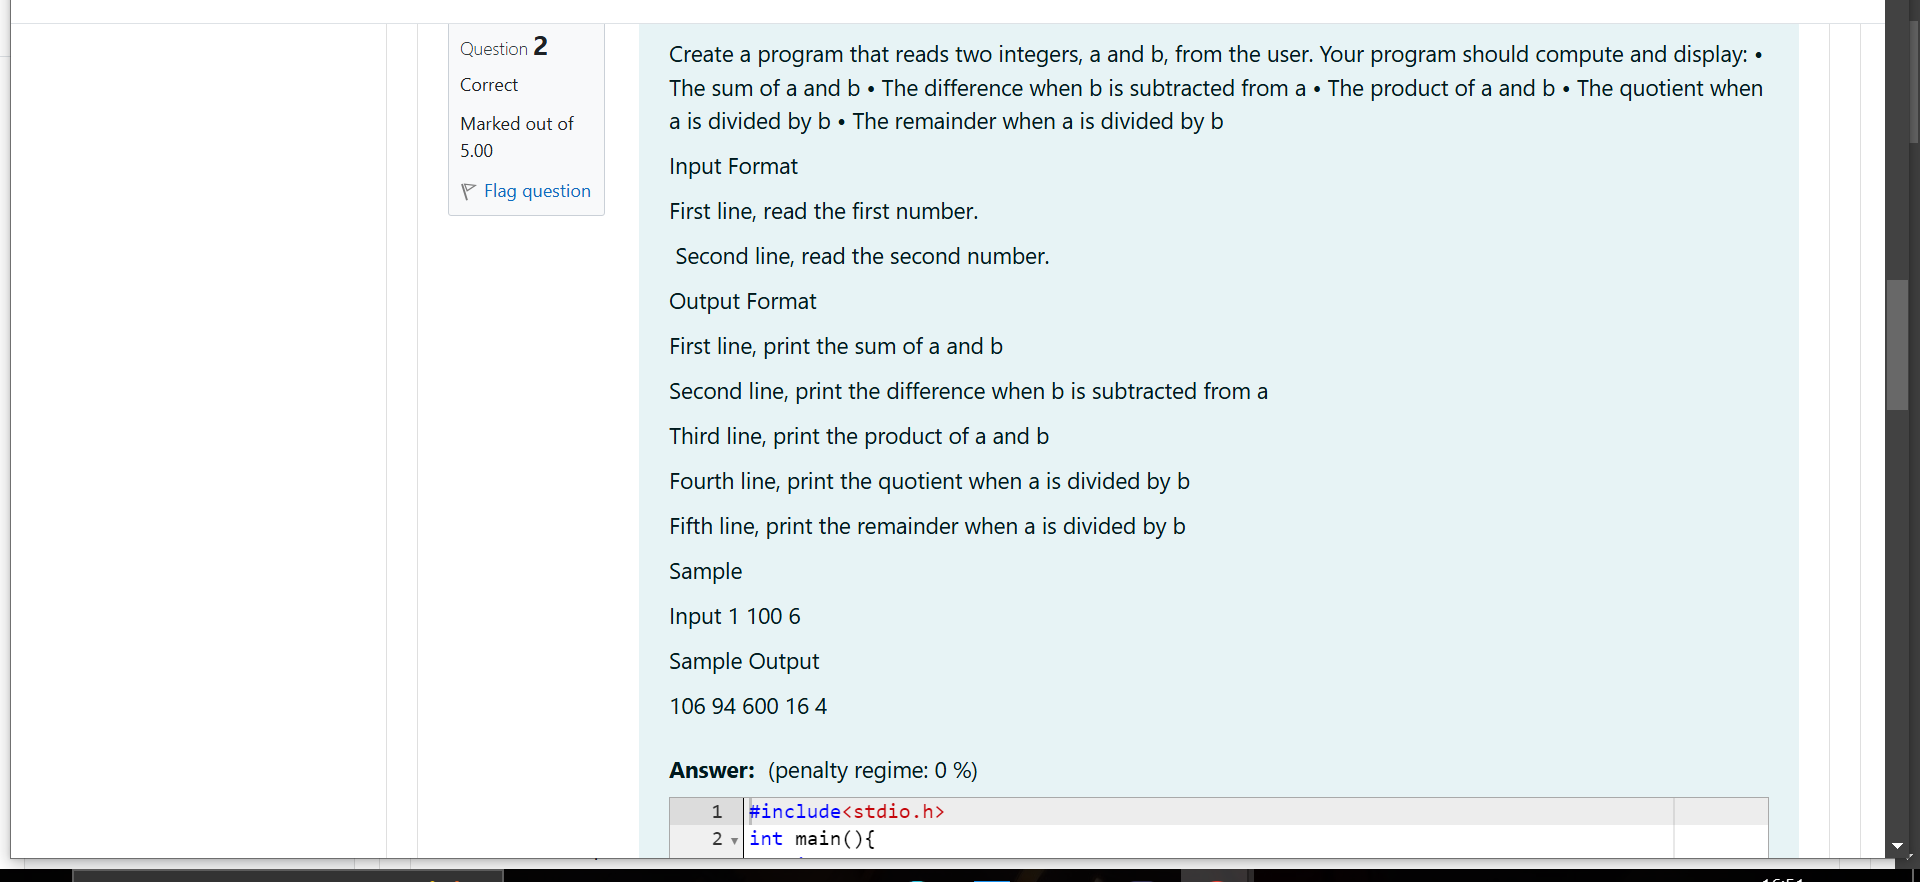 Question 2
Correct
Marked out of
5.00
Flag question
Create a program that reads two integers, a and b, from the user. Your program should compute and display: •
The sum of a and b • The difference when b is subtracted from a • The product of a and b • The quotient when
a is divided by b • The remainder when a is divided by b
Input Format
First line, read the first number.
Second line, read the second number.
Output Format
First line, print the sum of a and b
Second line, print the difference when b is subtracted from a
Third line, print the product of a and b
Fourth line, print the quotient when a is divided by b
Fifth line, print the remainder when a is divided by b
Sample
Input 1 100 6
Sample Output
106 94 600 16 4
Answer: (penalty regime: 0 %)
1 #include<stdio.h>
2 int main(){